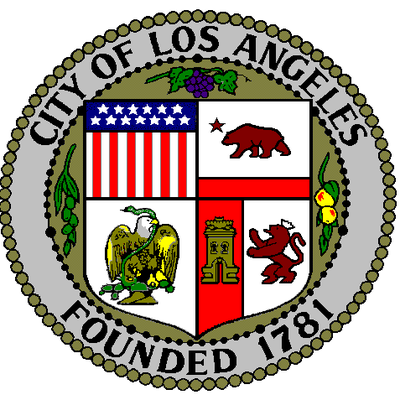 CITY OF LOS ANGELES
FOUNDED 1781